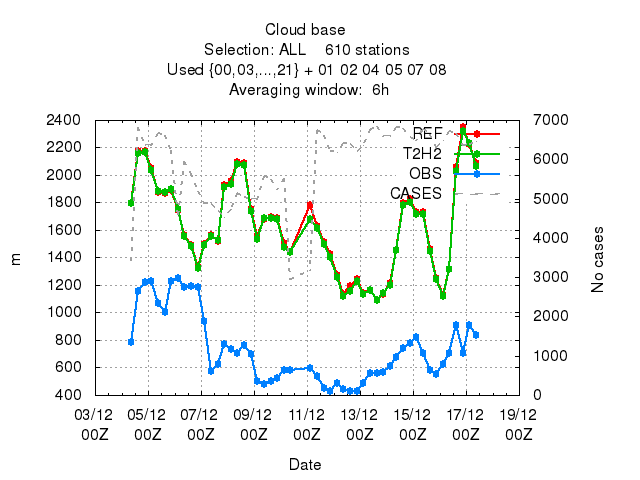 Cloud base
Selection: ALL    610 stations
Used {00,03,...,21} + 01 02 04 05 07 08
Averaging window:  6h
2400 7000
REF
2200
T2H2 6000
2000 OBS
CASES
5000
1800
1600 4000
m No cases
1400
3000
1200
1000 2000
800
1000
600
400 0
03/12 05/12 07/12 09/12 11/12 13/12 15/12 17/12 19/12
00Z 00Z 00Z 00Z 00Z 00Z 00Z 00Z 00Z
Date